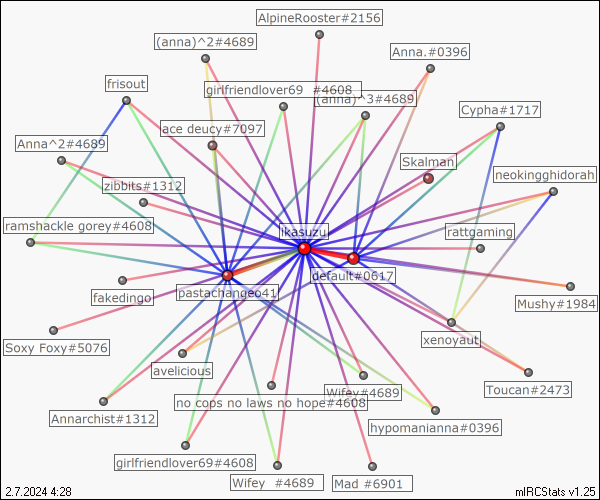 AlpineRooster#2156
(anna)^2#4689
Anna.#0396
frisout
girlfriendlover69 #4608
(anna)^3#4689
Cypha#1717
ace deucy#7097
Anna^2#4689
Skalman
neokingghidorah
zibbits#1312
ramshackle gorey#4608
likasuzu
rattgaming
default#0617
pastachangeo41
fakedingo
Mushy#1984
Soxy Foxy#5076
xenoyaut
avelicious
Toucan#2473
Wifey#4689
no cops no laws no hope#4608
Annarchist#1312
hypomanianna#0396
girlfriendlover69#4608
Wifey #4689
Mad #6901
2.7.2024 4:28
mIRCStats v1.25